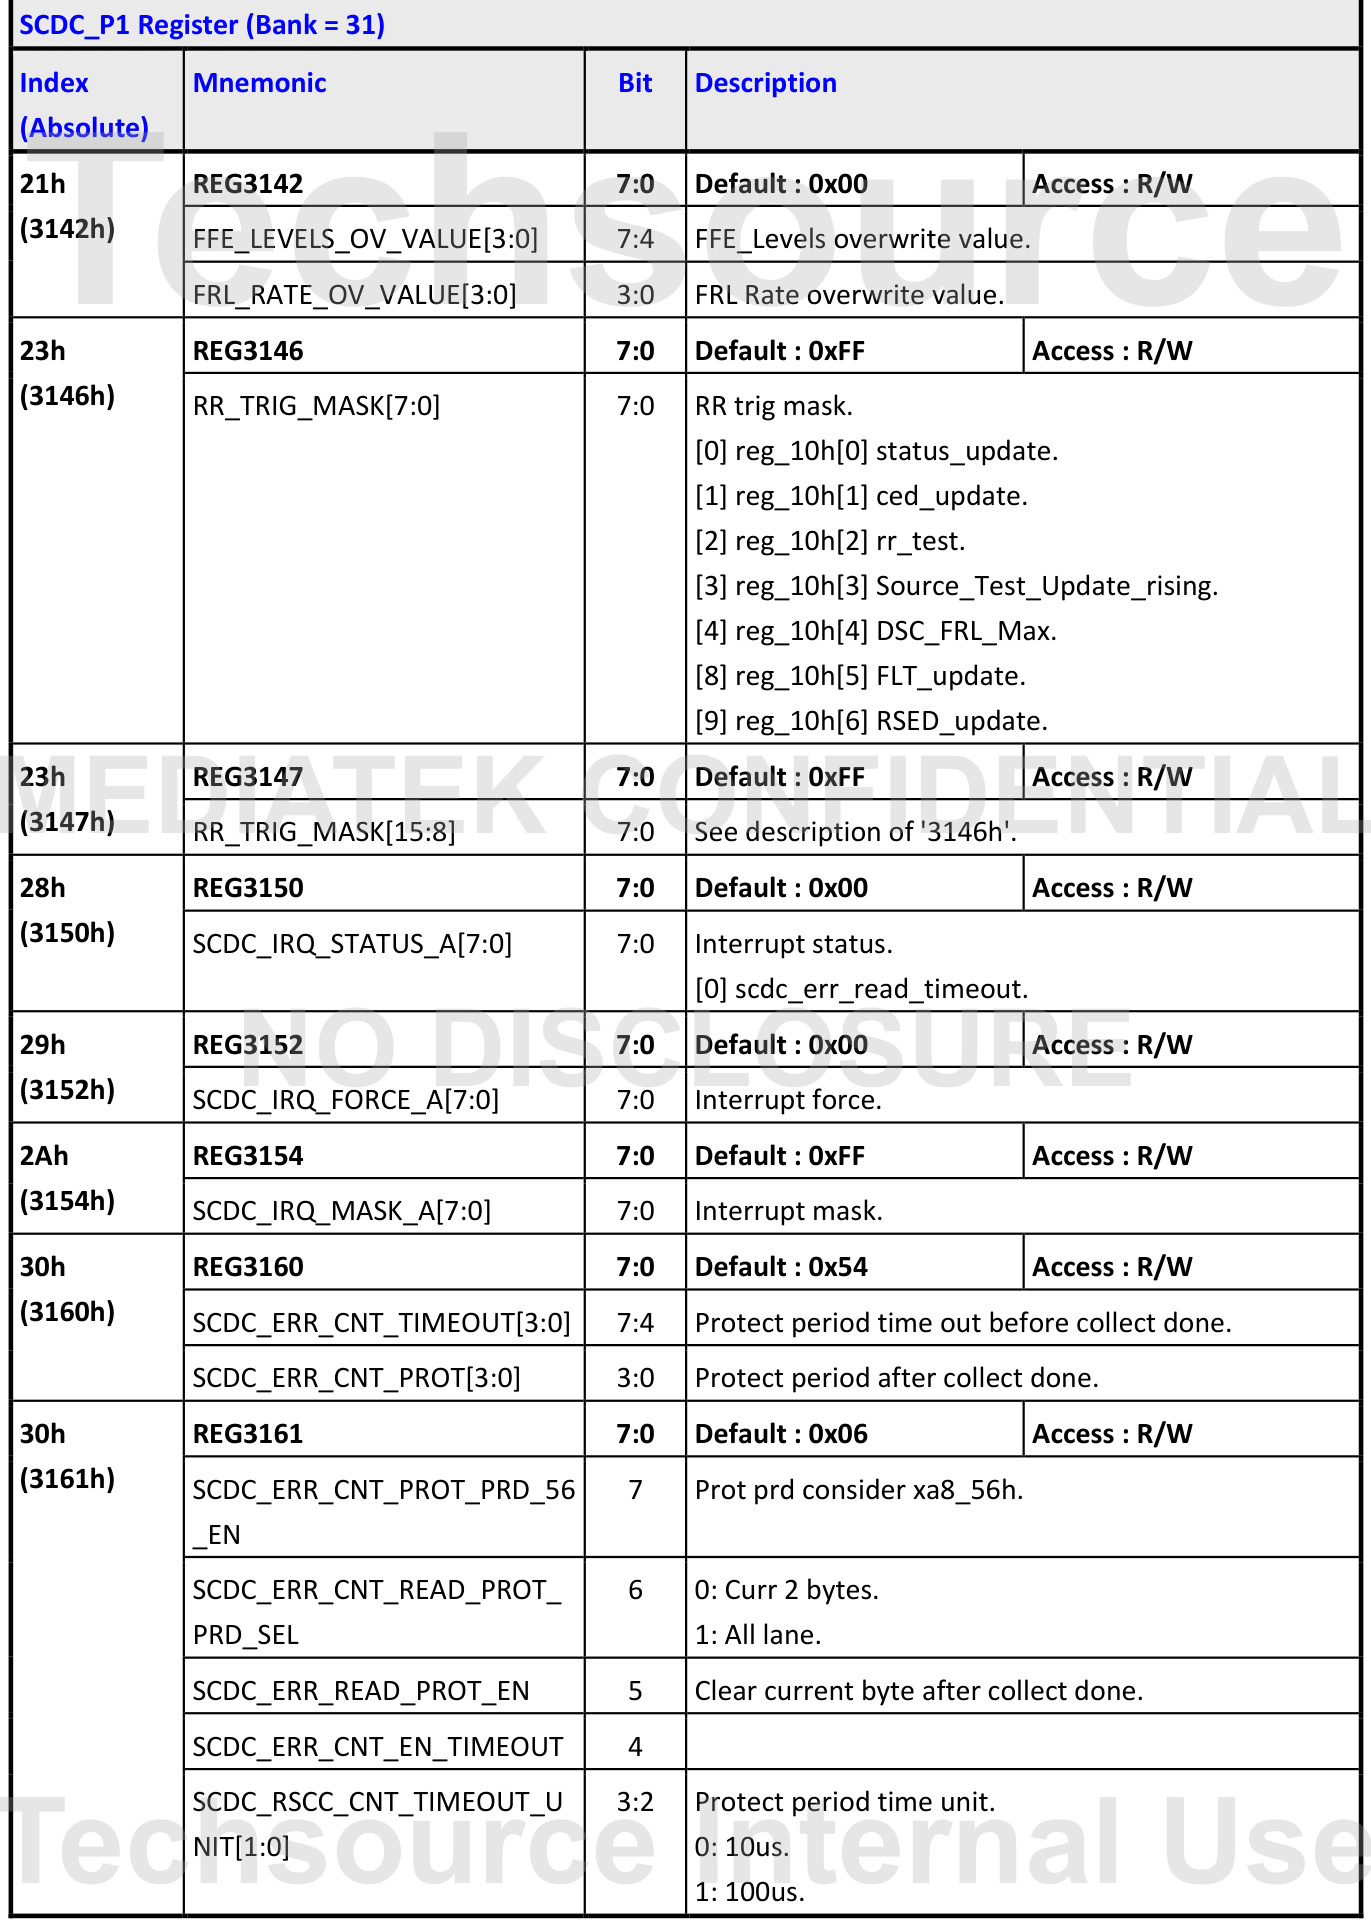 SCDC_P1 Register (Bank = 31)
Index
(Absolute)
Mnemonic
Bit
Description
21h
(3142h)
REG3142
7:0
Default : 0x00
Access : R/W
FFE_LEVELS_OV_VALUE[3:0]
7:4
FFE_Levels overwrite value.
FRL_RATE_OV_VALUE[3:0]
3:0
FRL Rate overwrite value.
23h
(3146h)
REG3146
7:0
Default : 0xFF
Access : R/W
RR_TRIG_MASK[7:0]
7:0
RR trig mask.
[0] reg_10h[0] status_update.
[1] reg_10h[1] ced_update.
[2] reg_10h[2] rr_test.
[3] reg_10h[3] Source_Test_Update_rising.
[4] reg_10h[4] DSC_FRL_Max.
[8] reg_10h[5] FLT_update.
[9] reg_10h[6] RSED_update.
23h
(3147h)
REG3147
7:0
Default : 0xFF
Access : R/W
RR_TRIG_MASK[15:8]
7:0
See description of '3146h'.
28h
(3150h)
REG3150
7:0
Default : 0x00
Access : R/W
SCDC_IRQ_STATUS_A[7:0]
7:0
Interrupt status.
[0] scdc_err_read_timeout.
29h
(3152h)
REG3152
7:0
Default : 0x00
Access : R/W
SCDC_IRQ_FORCE_A[7:0]
7:0
Interrupt force.
2Ah
(3154h)
REG3154
7:0
Default : 0xFF
Access : R/W
SCDC_IRQ_MASK_A[7:0]
7:0
Interrupt mask.
30h
(3160h)
REG3160
7:0
Default : 0x54
Access : R/W
SCDC_ERR_CNT_TIMEOUT[3:0]
7:4
Protect period time out before collect done.
SCDC_ERR_CNT_PROT[3:0]
3:0
Protect period after collect done.
30h
(3161h)
REG3161
7:0
Default : 0x06
Access : R/W
SCDC_ERR_CNT_PROT_PRD_56
_EN
7
Prot prd consider xa8_56h.
SCDC_ERR_CNT_READ_PROT_
PRD_SEL
6
0: Curr 2 bytes.
1: All lane.
SCDC_ERR_READ_PROT_EN
5
Clear current byte after collect done.
SCDC_ERR_CNT_EN_TIMEOUT
4
SCDC_RSCC_CNT_TIMEOUT_U
NIT[1:0]
3:2
Protect period time unit.
0: 10us.
1: 100us.
Techsource
MEDIATEK CONFIDENTIAL
NO DISCLOSURE
Techsource Internal Use